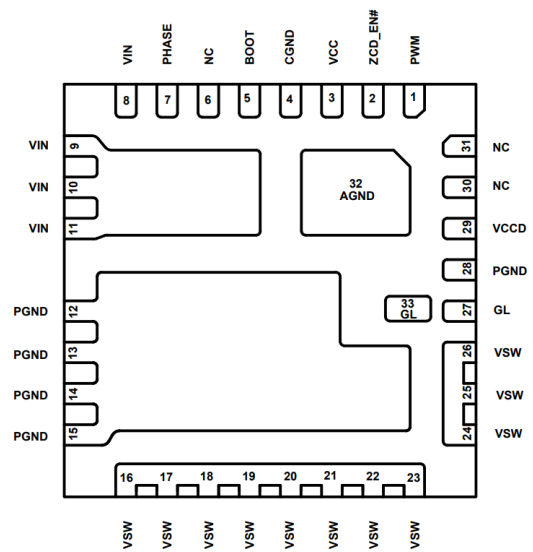 VIN PHASE NC BOOT CGND VCC ZCD_EN# PWM
8 7 6 5 4 3 2 1
VIN 9
31 NC
32
AGND
VIN 10
30 NC
VIN 11
29 VCCD
28 PGND
PGND 12
33
GL
27 GL
PGND 13
26 VSW
PGND 14
25 VSW
PGND 15
24 VSW
16 17 18 19 20 21 22 23
VSW VSW VSW VSW VSW VSW VSW VSW